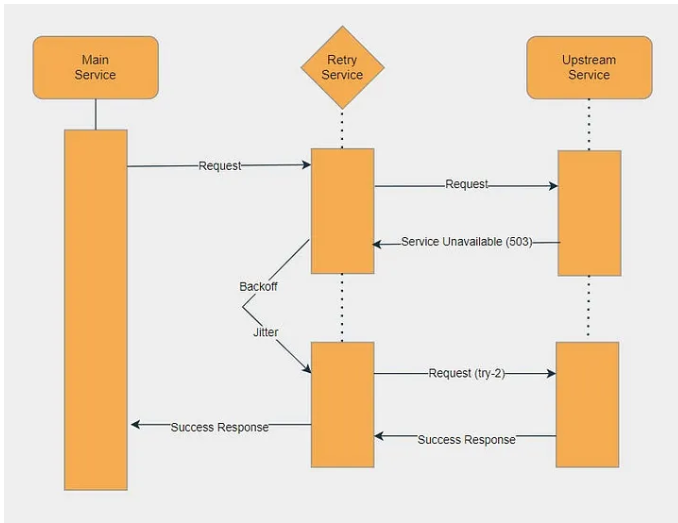 Main
Service
Retry
Service
Upstream
Service
Request
Request
Service Unavailable (503)
Backoff
Jitter
Request (try-2)
Success Response
Success Response